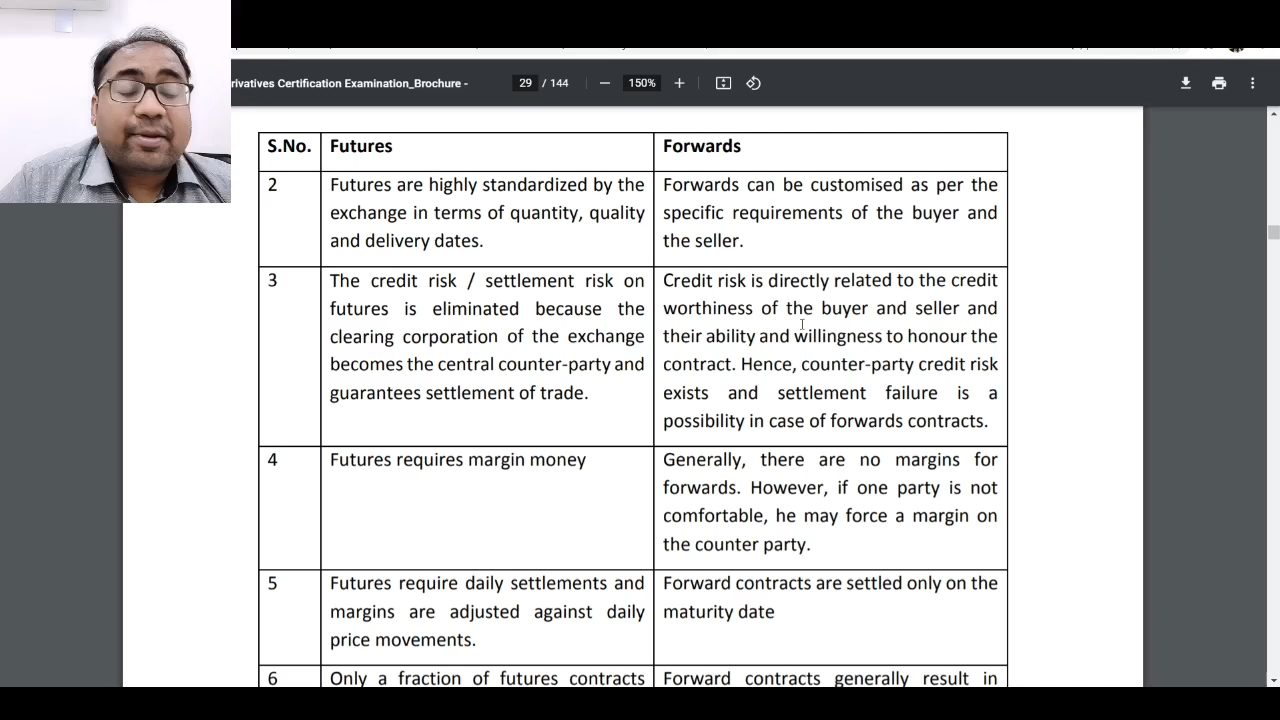 rivatives Certification Examination_Brochure -
29 / 144
150%
S.No. Futures Forwards
2 Futures are highly standardized by the Forwards can be customised as per the
exchange in terms of quantity, quality specific requirements of the buyer and
and delivery dates. the seller.
3 The credit risk / settlement risk on Credit risk is directly related to the credit
futures is eliminated because the worthiness of the buyer and seller and
clearing corporation of the exchange their ability and willingness to honour the
becomes the central counter-party and contract. Hence, counter-party credit risk
guarantees settlement of trade. exists and settlement failure is a
possibility in case of forwards contracts.
4 Futures requires margin money Generally, there are no margins for
forwards. However, if one party is not
comfortable, he may force a margin on
the counter party.
5 Futures require daily settlements and Forward contracts are settled only on the
margins are adjusted against daily maturity date
price movements.
6 Only a fraction of futures contracts Forward contracts generally result in